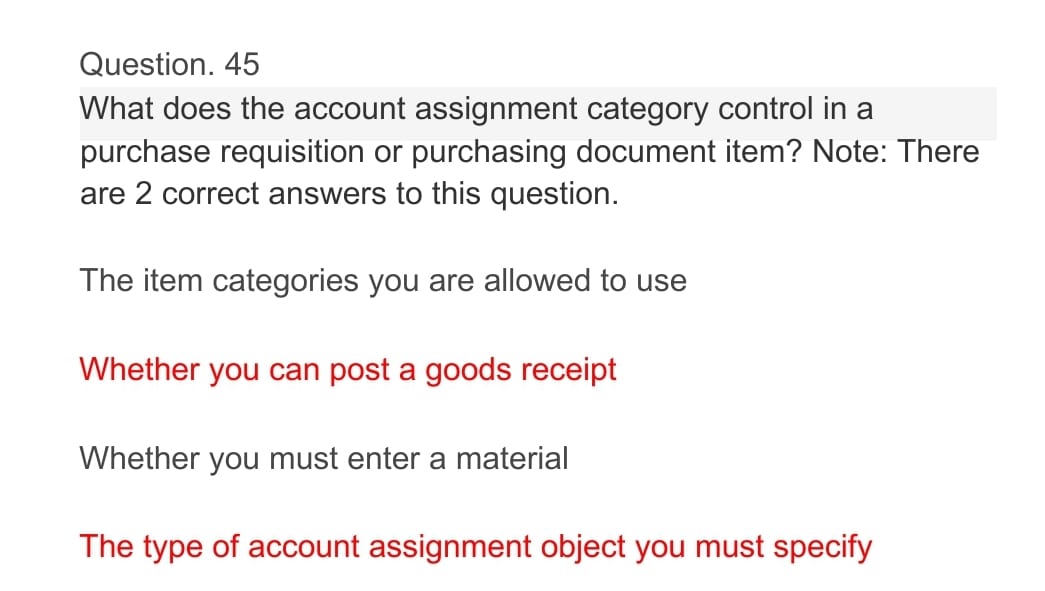 Question. 45
What does the account assignment category control in a
purchase requisition or purchasing document item? Note: There
are 2 correct answers to this question.
The item categories you are allowed to use
Whether you can post a goods receipt
Whether you must enter a material
The type of account assignment object you must specify